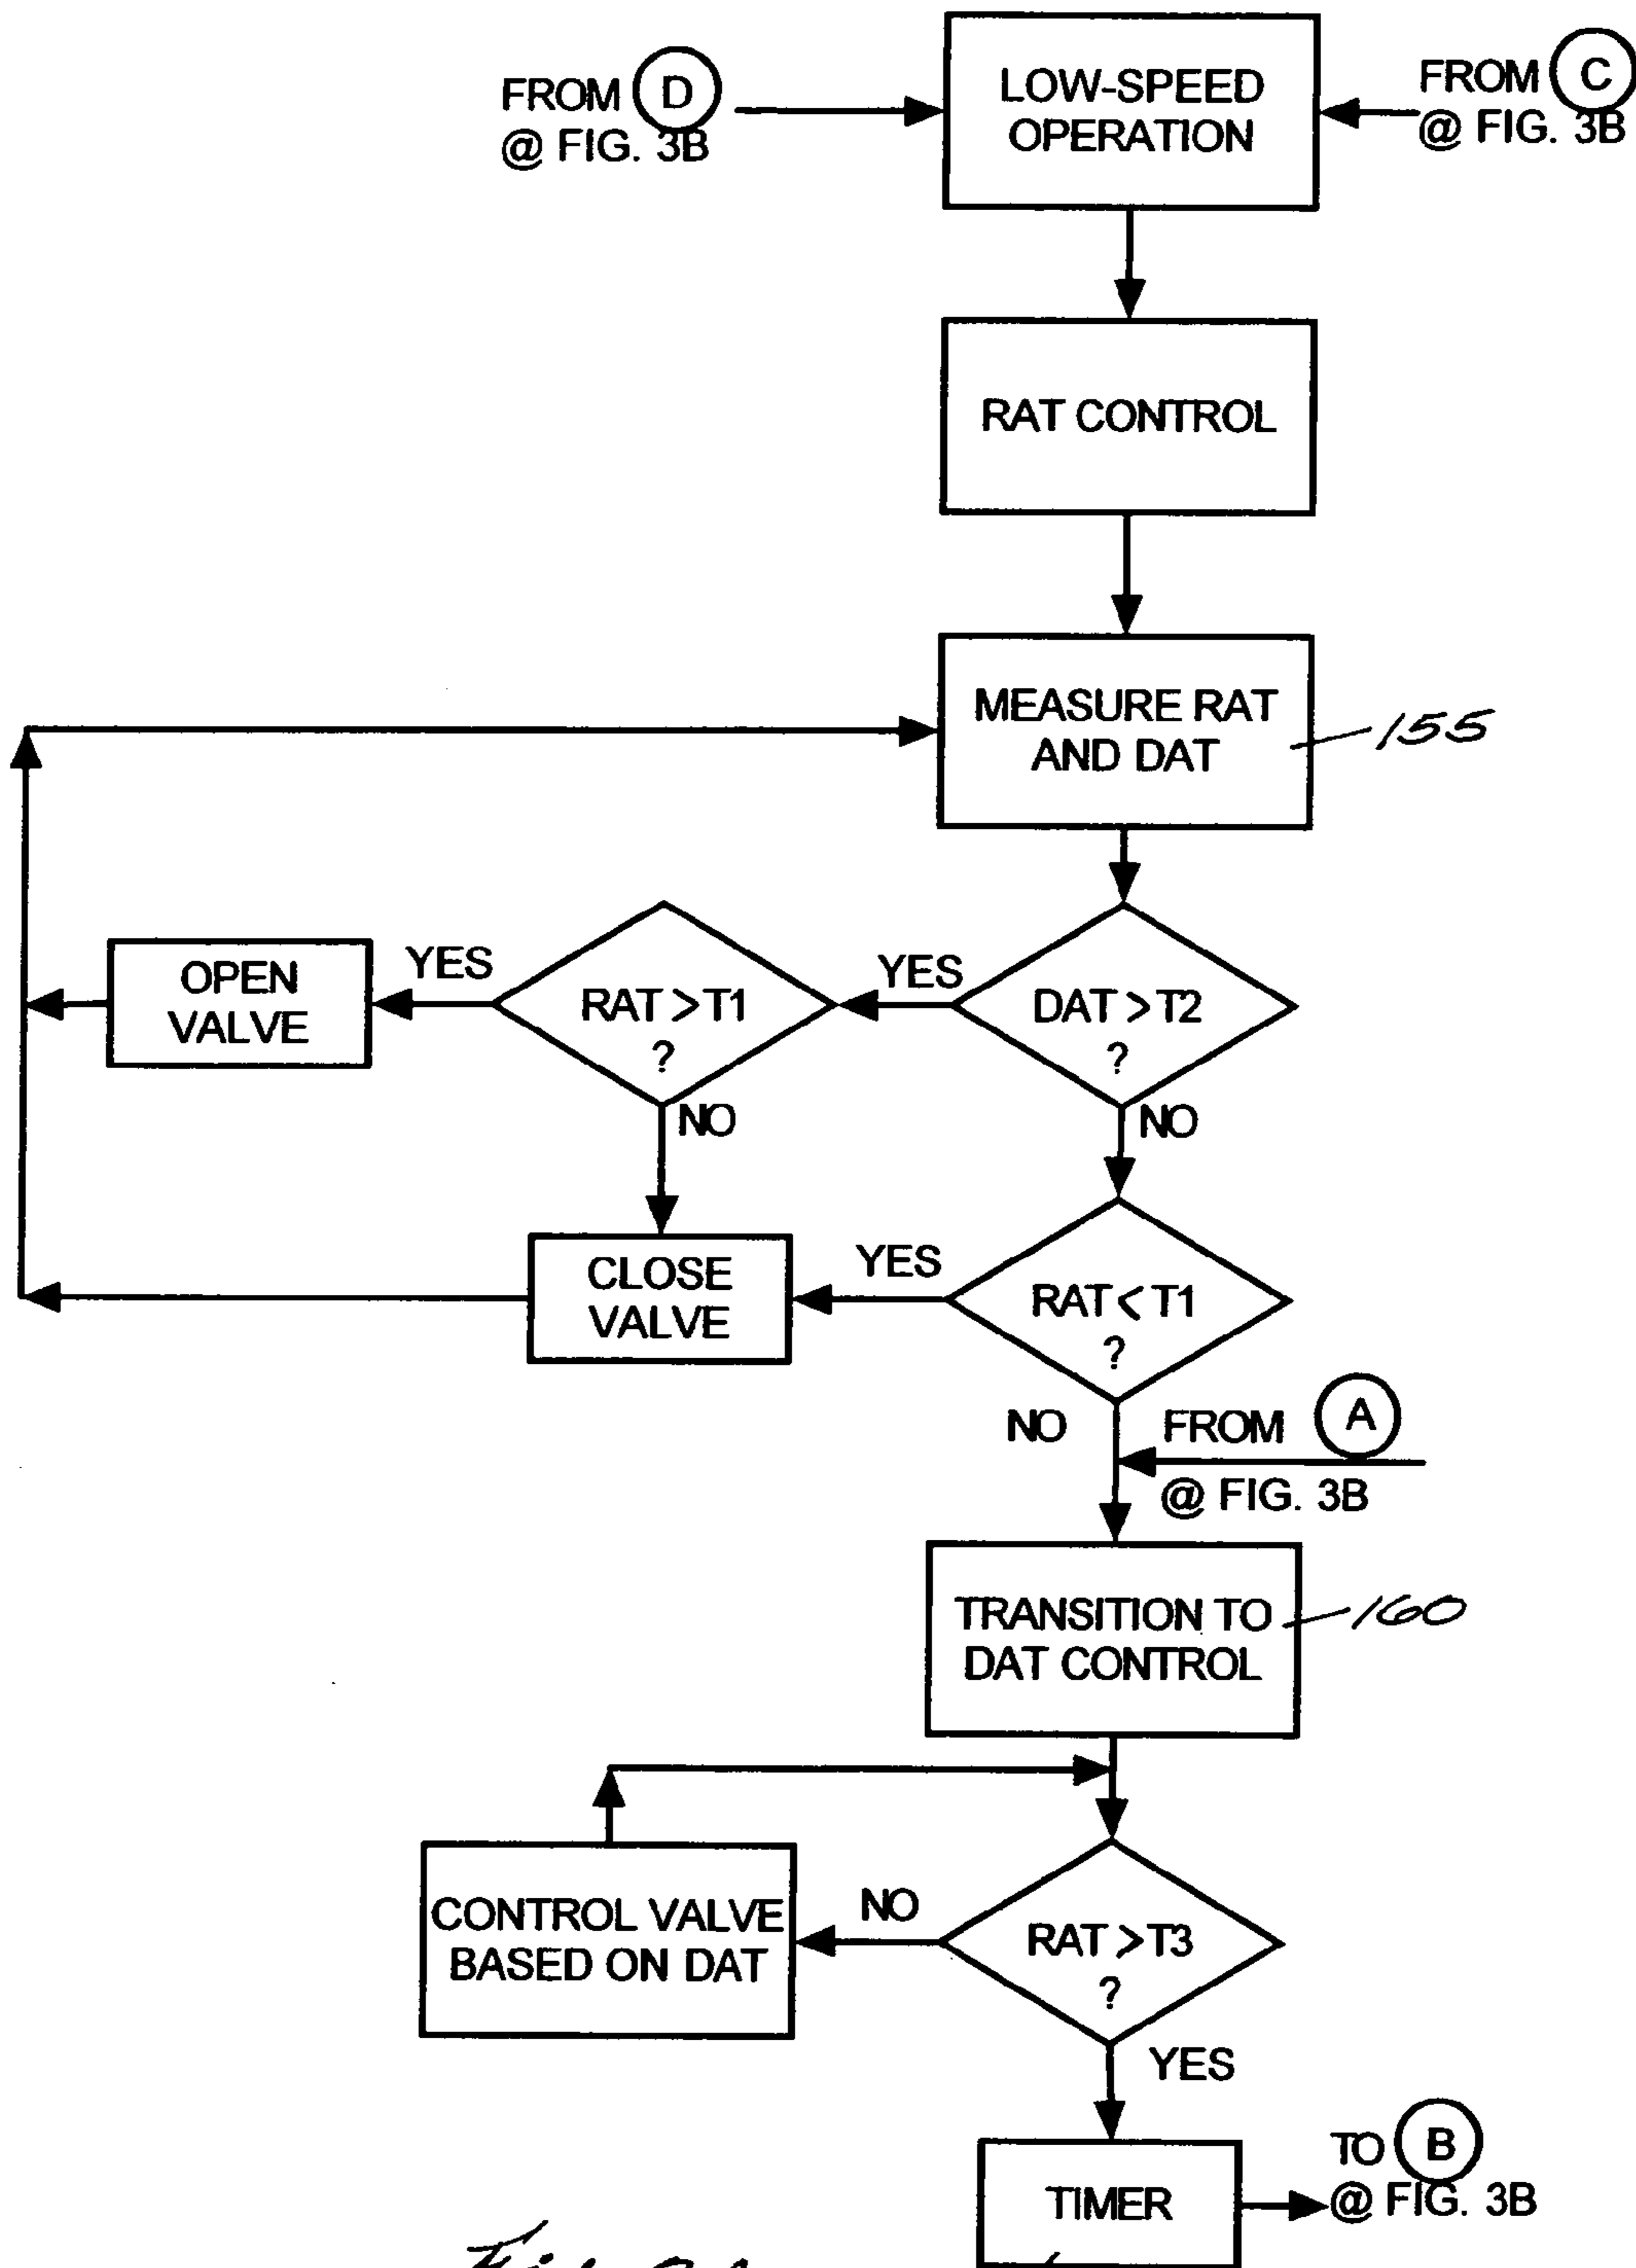 FROM D
@ FIG. 3B
LOW-SPEED
OPERATION
FROM C
@ FIG. 3B
RAT CONTROL
MEASURE RAT
AND DAT
155
OPEN
VALVE
YES
RAT > T1
?
YES
DAT > T2
?
NO
NO
CLOSE
VALVE
YES
RAT < T1
?
NO
FROM A
@ FIG. 3B
TRANSITION TO
DAT CONTROL
160
CONTROL VALVE
BASED ON DAT
NO
RAT > T3
?
YES
TIMER
TO B
@ FIG. 3B